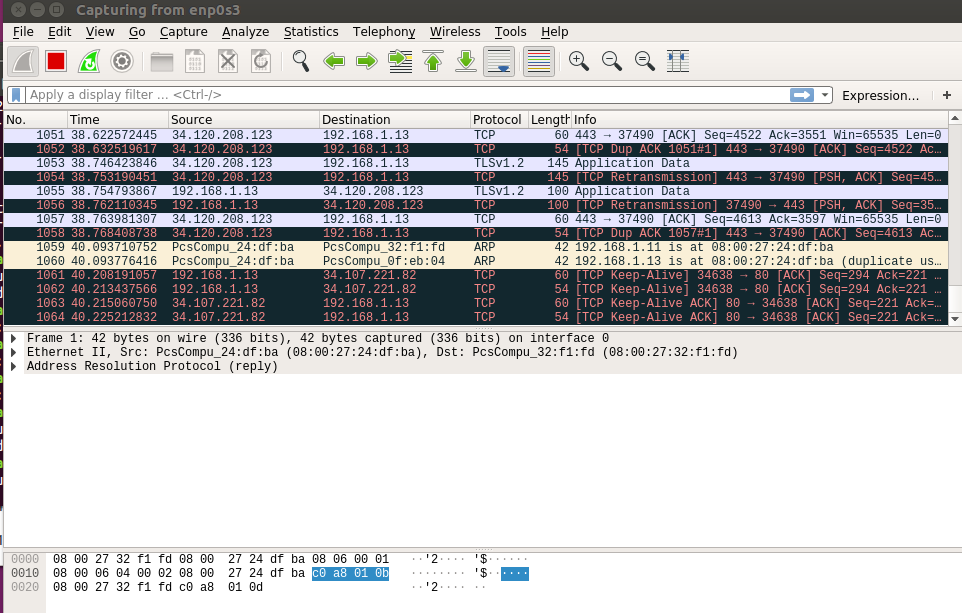 Capturing from enp0s3
File Edit View Go Capture Analyze Statistics Telephony Wireless Tools Help
Apply a display filter ... <Ctrl-/> Expression... +
No. Time Source Destination Protocol Length Info
1051 38.622572445 34.120.208.123 192.168.1.13 TCP 60 443 → 37490 [ACK] Seq=4522 Ack=3551 Win=65535 Len=0
1052 38.632519617 34.120.208.123 192.168.1.13 TCP 54 [TCP Dup ACK 1051#1] 443 → 37490 [ACK] Seq=4522 Ac…
1053 38.746423846 34.120.208.123 192.168.1.13 TLSv1.2 145 Application Data
1054 38.753190451 34.120.208.123 192.168.1.13 TCP 145 [TCP Retransmission] 443 → 37490 [PSH, ACK] Seq=45…
1055 38.754793867 192.168.1.13 34.120.208.123 TLSv1.2 100 Application Data
1056 38.762110345 192.168.1.13 34.120.208.123 TCP 100 [TCP Retransmission] 37490 → 443 [PSH, ACK] Seq=35…
1057 38.763981307 34.120.208.123 192.168.1.13 TCP 60 443 → 37490 [ACK] Seq=4613 Ack=3597 Win=65535 Len=0
1058 38.768408738 34.120.208.123 192.168.1.13 TCP 54 [TCP Dup ACK 1057#1] 443 → 37490 [ACK] Seq=4613 Ac…
1059 40.093710752 PcsCompu_24:df:ba PcsCompu_32:f1:fd ARP 42 192.168.1.11 is at 08:00:27:24:df:ba
1060 40.093776416 PcsCompu_24:df:ba PcsCompu_0f:eb:04 ARP 42 192.168.1.13 is at 08:00:27:24:df:ba (duplicate us…
1061 40.208191057 192.168.1.13 34.107.221.82 TCP 60 [TCP Keep-Alive] 34638 → 80 [ACK] Seq=294 Ack=221 …
1062 40.213437566 192.168.1.13 34.107.221.82 TCP 54 [TCP Keep-Alive] 34638 → 80 [ACK] Seq=294 Ack=221 …
1063 40.215060750 34.107.221.82 192.168.1.13 TCP 60 [TCP Keep-Alive ACK] 80 → 34638 [ACK] Seq=221 Ack=…
1064 40.225212832 34.107.221.82 192.168.1.13 TCP 54 [TCP Keep-Alive ACK] 80 → 34638 [ACK] Seq=221 Ack=…
Frame 1: 42 bytes on wire (336 bits), 42 bytes captured (336 bits) on interface 0
Ethernet II, Src: PcsCompu_24:df:ba (08:00:27:24:df:ba), Dst: PcsCompu_32:f1:fd (08:00:27:32:f1:fd)
Address Resolution Protocol (reply)
0000 08 00 27 32 f1 fd 08 00 27 24 df ba 08 06 00 01 ··'2···· '$······
0010 08 00 06 04 00 02 08 00 27 24 df ba c0 a8 01 0b ········ '$······
0020 08 00 27 32 f1 fd c0 a8 01 0d ··'2···· ··